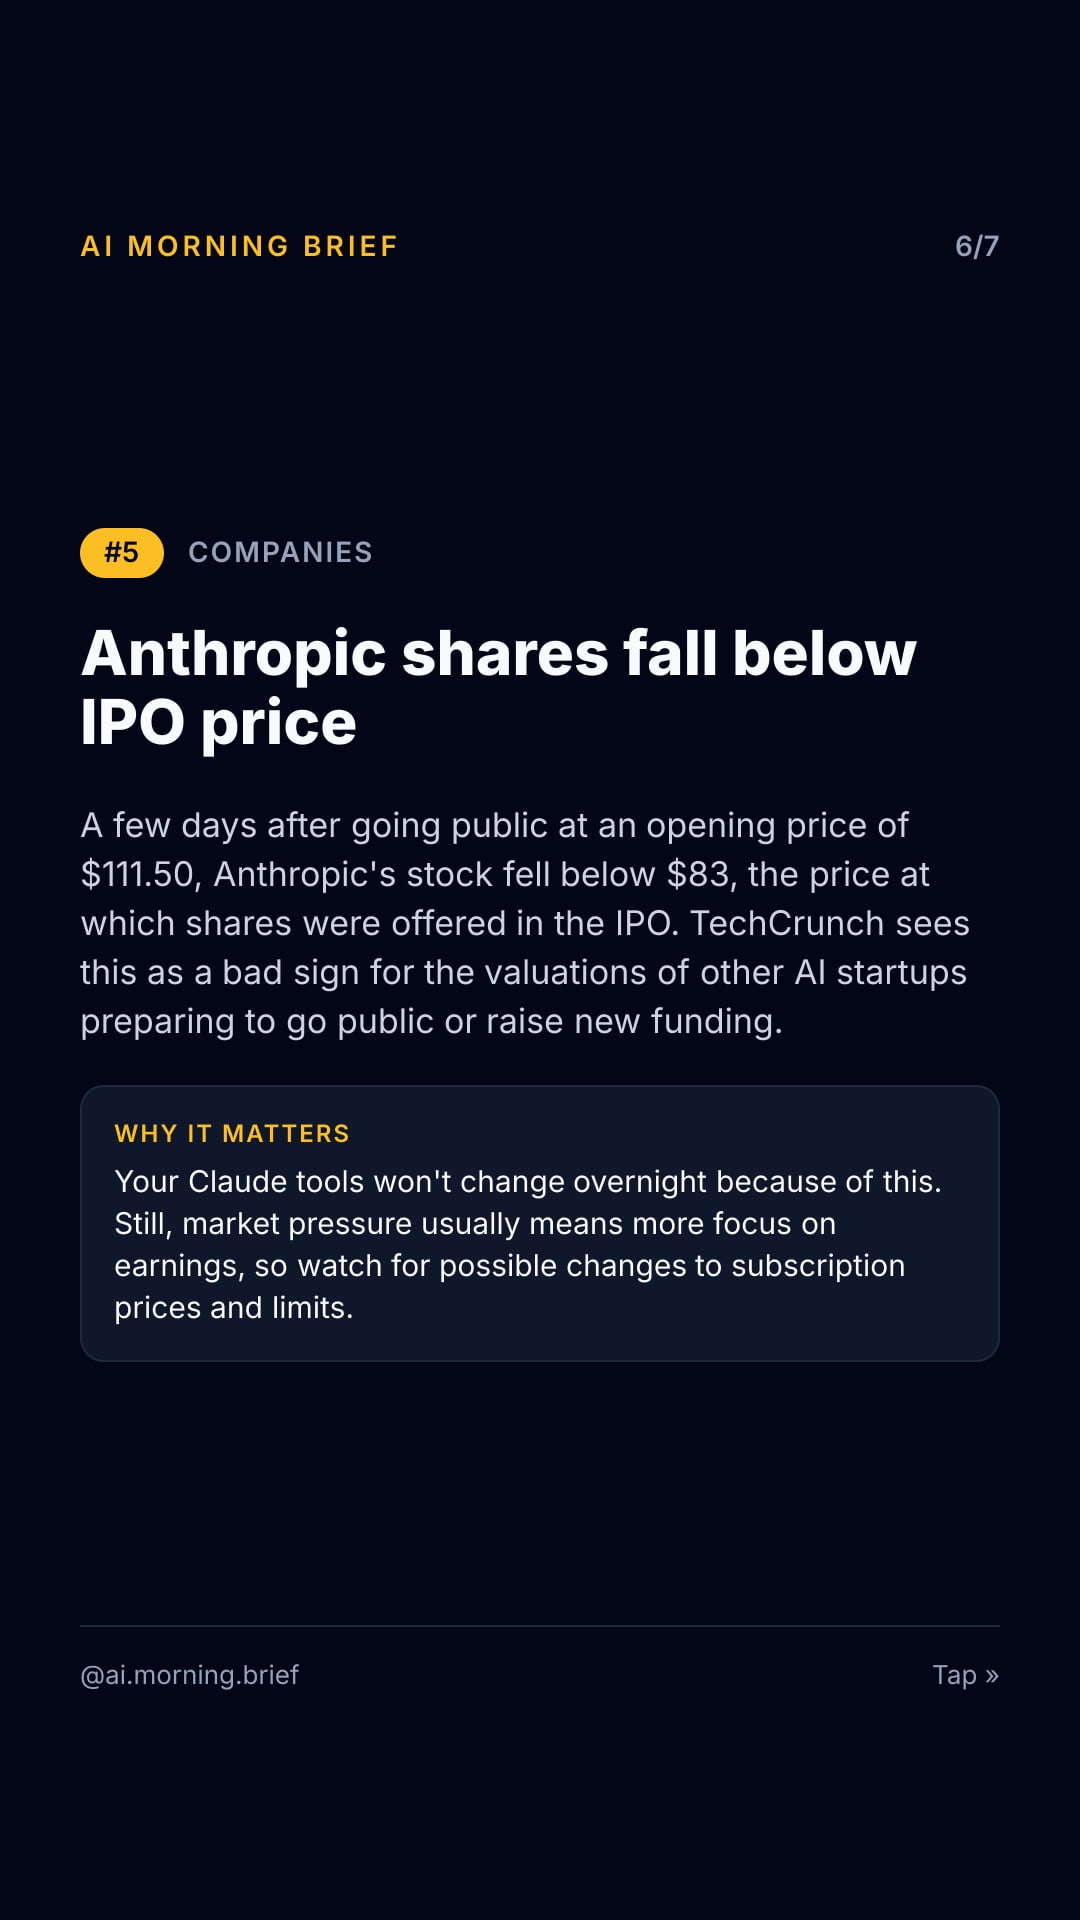 AI MORNING BRIEF
6/7
#5
COMPANIES
Anthropic shares fall below
IPO price
A few days after going public at an opening price of
$111.50, Anthropic's stock fell below $83, the price at
which shares were offered in the IPO. TechCrunch sees
this as a bad sign for the valuations of other AI startups
preparing to go public or raise new funding.
WHY IT MATTERS
Your Claude tools won't change overnight because of this.
Still, market pressure usually means more focus on
earnings, so watch for possible changes to subscription
prices and limits.
@ai.morning.brief
Tap »